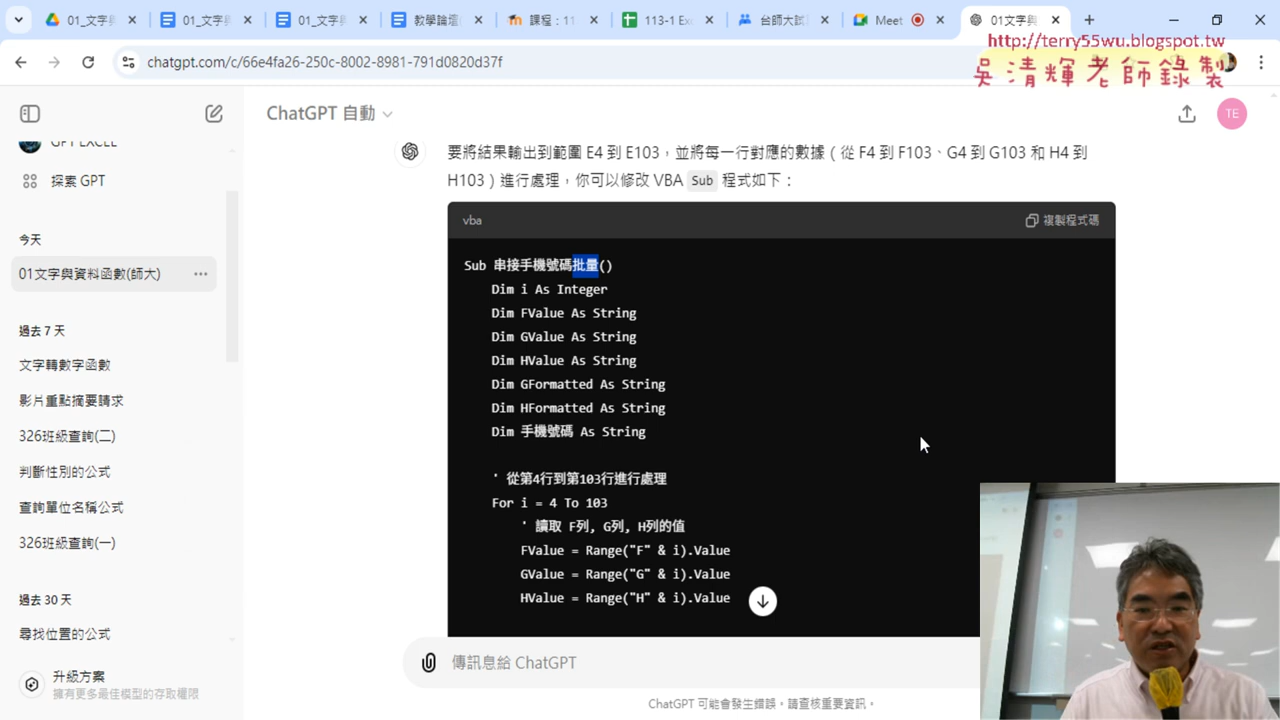 01_文字
01_文字
01_文字
教學論壇
課程：11
113-1 Ex
台師大試
Meet
01文字與
http://terry55wu.blogspot.tw
吳清輝老師錄製
chatgpt.com/c/66e4fa26-250c-8002-8981-791d0820d37f
ChatGPT 自動
TE
GPT EXCEL
探索 GPT
今天
01文字與資料函數(師大)
過去 7 天
文字轉數字函數
影片重點摘要請求
326班級查詢(二)
判斷性別的公式
查詢單位名稱公式
326班級查詢(一)
過去 30 天
尋找位置的公式
升級方案
擁有更多最佳模型的存取權限
要將結果輸出到範圍 E4 到 E103，並將每一行對應的數據（從 F4 到 F103、G4 到 G103 和 H4 到
H103）進行處理，你可以修改 VBA Sub 程式如下：
vba
複製程式碼
Sub 串接手機號碼批量()
Dim i As Integer
Dim FValue As String
Dim GValue As String
Dim HValue As String
Dim GFormatted As String
Dim HFormatted As String
Dim 手機號碼 As String
' 從第4行到第103行進行處理
For i = 4 To 103
' 讀取 F列, G列, H列的值
FValue = Range("F" & i).Value
GValue = Range("G" & i).Value
HValue = Range("H" & i).Value
傳訊息給 ChatGPT
ChatGPT 可能會發生錯誤。請查核重要資訊。